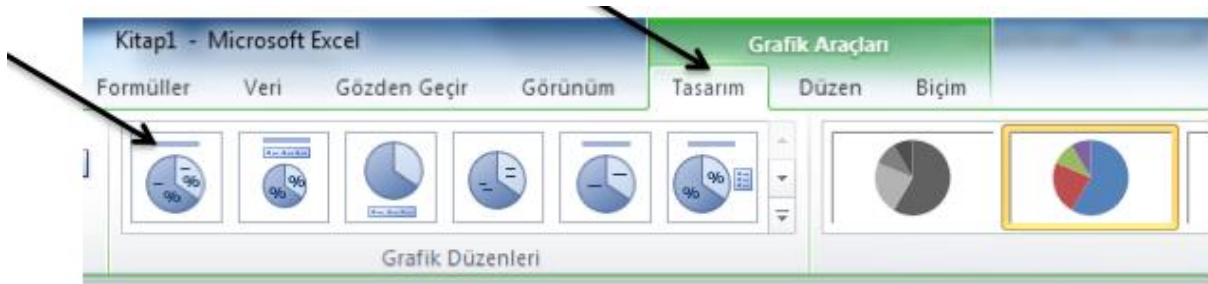 Kitap1 - Microsoft Excel
Grafik Araçları
Formüller Veri Gözden Geçir Görünüm Tasarım Düzen Biçim
% % % % % %
Grafik Düzenleri